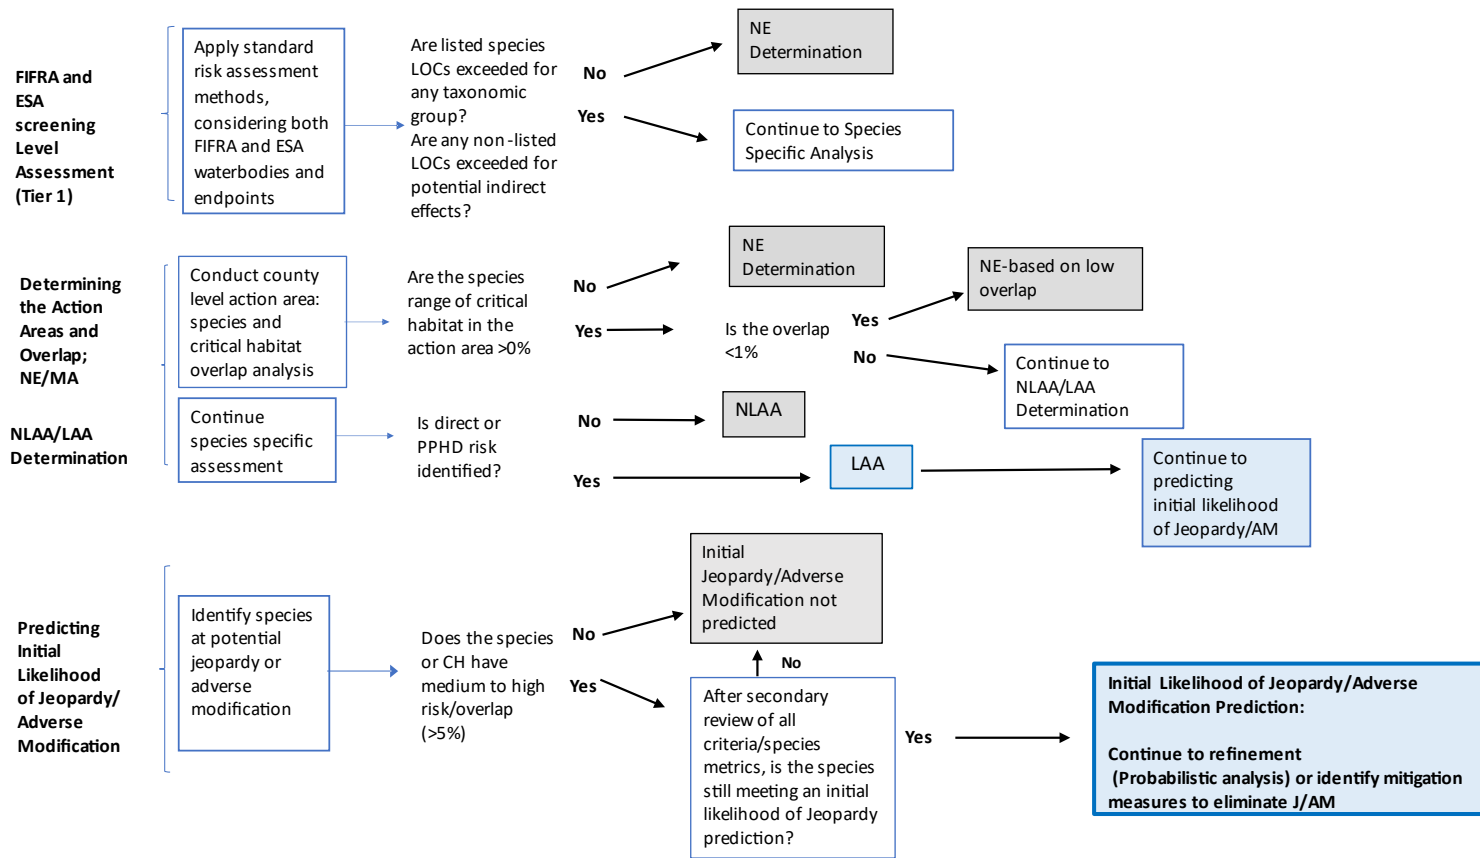 FIFRA and
ESA
screening
Level
Assessment
(Tier 1)
Apply standard
risk assessment
methods,
considering both
FIFRA and ESA
waterbodies and
endpoints
Are listed species
LOCs exceeded for
any taxonomic
group?
Are any non -listed
LOCs exceeded for
potential indirect
effects?
No
Yes
NE
Determination
Continue to Species
Specific Analysis
Determining
the Action
Areas and
Overlap;
NE/MA
Conduct county
level action area:
species and
critical habitat
overlap analysis
Are the species
range of critical
habitat in the
action area >0%
No
Yes
NE
Determination
Is the overlap
<1%
Yes
No
NE-based on low
overlap
Continue to
NLAA/LAA
Determination
NLAA/LAA
Determination
Continue
species specific
assessment
Is direct or
PPHD risk
identified?
No
Yes
NLAA
LAA
Continue to
predicting
initial likelihood
of Jeopardy/AM
Predicting
Initial
Likelihood
of Jeopardy/
Adverse
Modification
Identify species
at potential
jeopardy or
adverse
modification
Does the species
or CH have
medium to high
risk/overlap
(>5%)
No
Yes
Initial
Jeopardy/Adverse
Modification not
predicted
No
After secondary
review of all
criteria/species
metrics, is the species
still meeting an initial
likelihood of Jeopardy
prediction?
Yes
Initial Likelihood of Jeopardy/Adverse
Modification Prediction:
Continue to refinement
(Probabilistic analysis) or identify mitigation
measures to eliminate J/AM